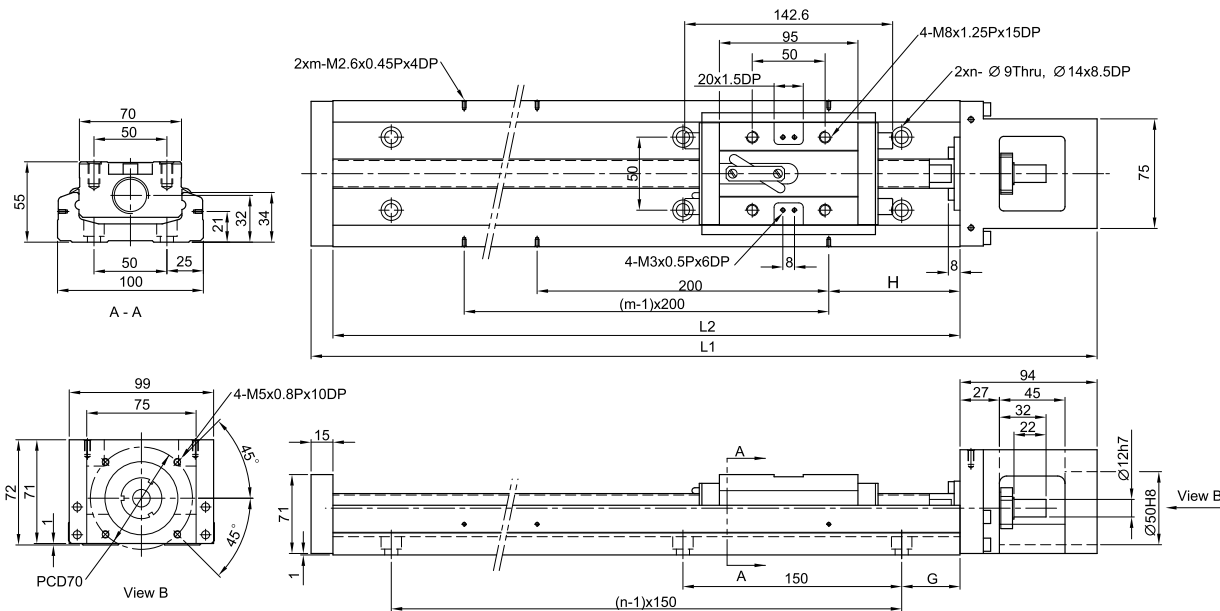 142.6
95
50
4-M8x1.25Px15DP
2xm-M2.6x0.45Px4DP
20x1.5DP
2xn- Ø 9Thru, Ø 14x8.5DP
70
50
55
21
32
34
50
25
100
A - A
50
75
4-M3x0.5Px6DP
8
8
200
H
(m-1)x200
L2
L1
99
75
4-M5x0.8Px10DP
45°
45°
72
71
1
PCD70
View B
15
71
1
A
A
150
G
(n-1)x150
94
27
45
32
22
Ø12h7
Ø50H8
View B